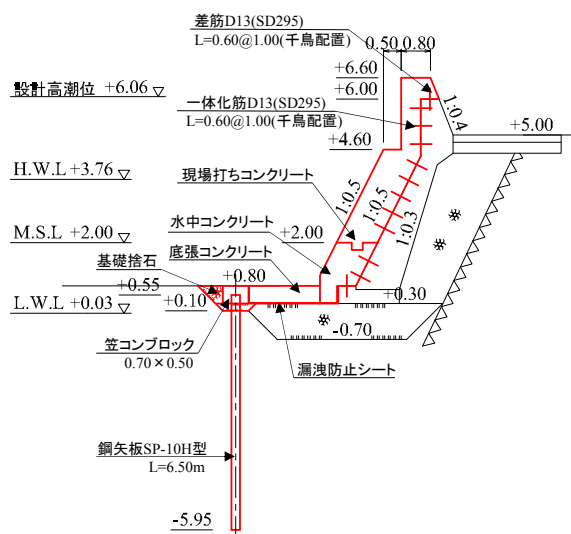 差筋D13(SD295)
L=0.60@1.00(千鳥配置)
0.50 0.80
+6.60
設計高潮位 +6.06
+6.00
一体化筋D13(SD295)
L=0.60@1.00(千鳥配置)
1:0.4
+5.00
+4.60
H.W.L +3.76
現場打ちコンクリート
1:0.5
1:0.5
1:0.3
水中コンクリート
M.S.L +2.00
+2.00
底張コンクリート
基礎捨石
+0.80
+0.55
L.W.L +0.03
+0.10
+0.30
-0.70
笠コンブロック
0.70×0.50
漏洩防止シート
鋼矢板SP-10H型
L=6.50m
-5.95